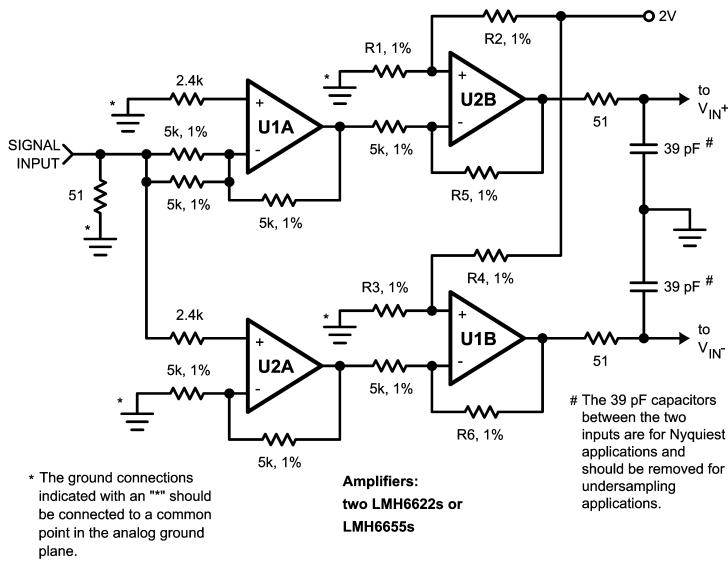 R2, 1%
2V
R1, 1%
*
2.4k
*
+
U1A
-
+
U2B
-
51
to
VIN+
SIGNAL
INPUT
5k, 1%
5k, 1%
39 pF #
51
5k, 1%
R5, 1%
*
5k, 1%
R4, 1%
R3, 1%
39 pF #
*
2.4k
+
U2A
-
+
U1B
-
to
VIN-
51
5k, 1%
*
5k, 1%
R6, 1%
5k, 1%
# The 39 pF capacitors
between the two
inputs are for Nyquiest
applications and
should be removed for
undersampling
applications.
* The ground connections
indicated with an "*" should
be connected to a common
point in the analog ground
plane.
Amplifiers:
two LMH6622s or
LMH6655s